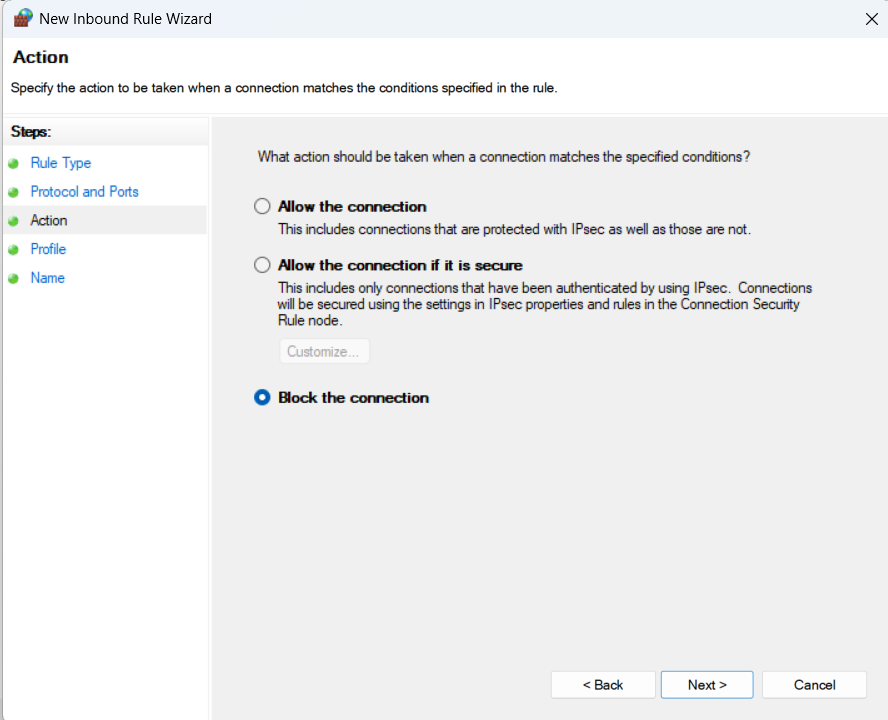 New Inbound Rule Wizard
Action
Specify the action to be taken when a connection matches the conditions specified in the rule.
Steps:
Rule Type
Protocol and Ports
Action
Profile
Name
What action should be taken when a connection matches the specified conditions?
Allow the connection
This includes connections that are protected with IPsec as well as those are not.
Allow the connection if it is secure
This includes only connections that have been authenticated by using IPsec.  Connections
will be secured using the settings in IPsec properties and rules in the Connection Security
Rule node.
Customize...
Block the connection
< Back
Next >
Cancel